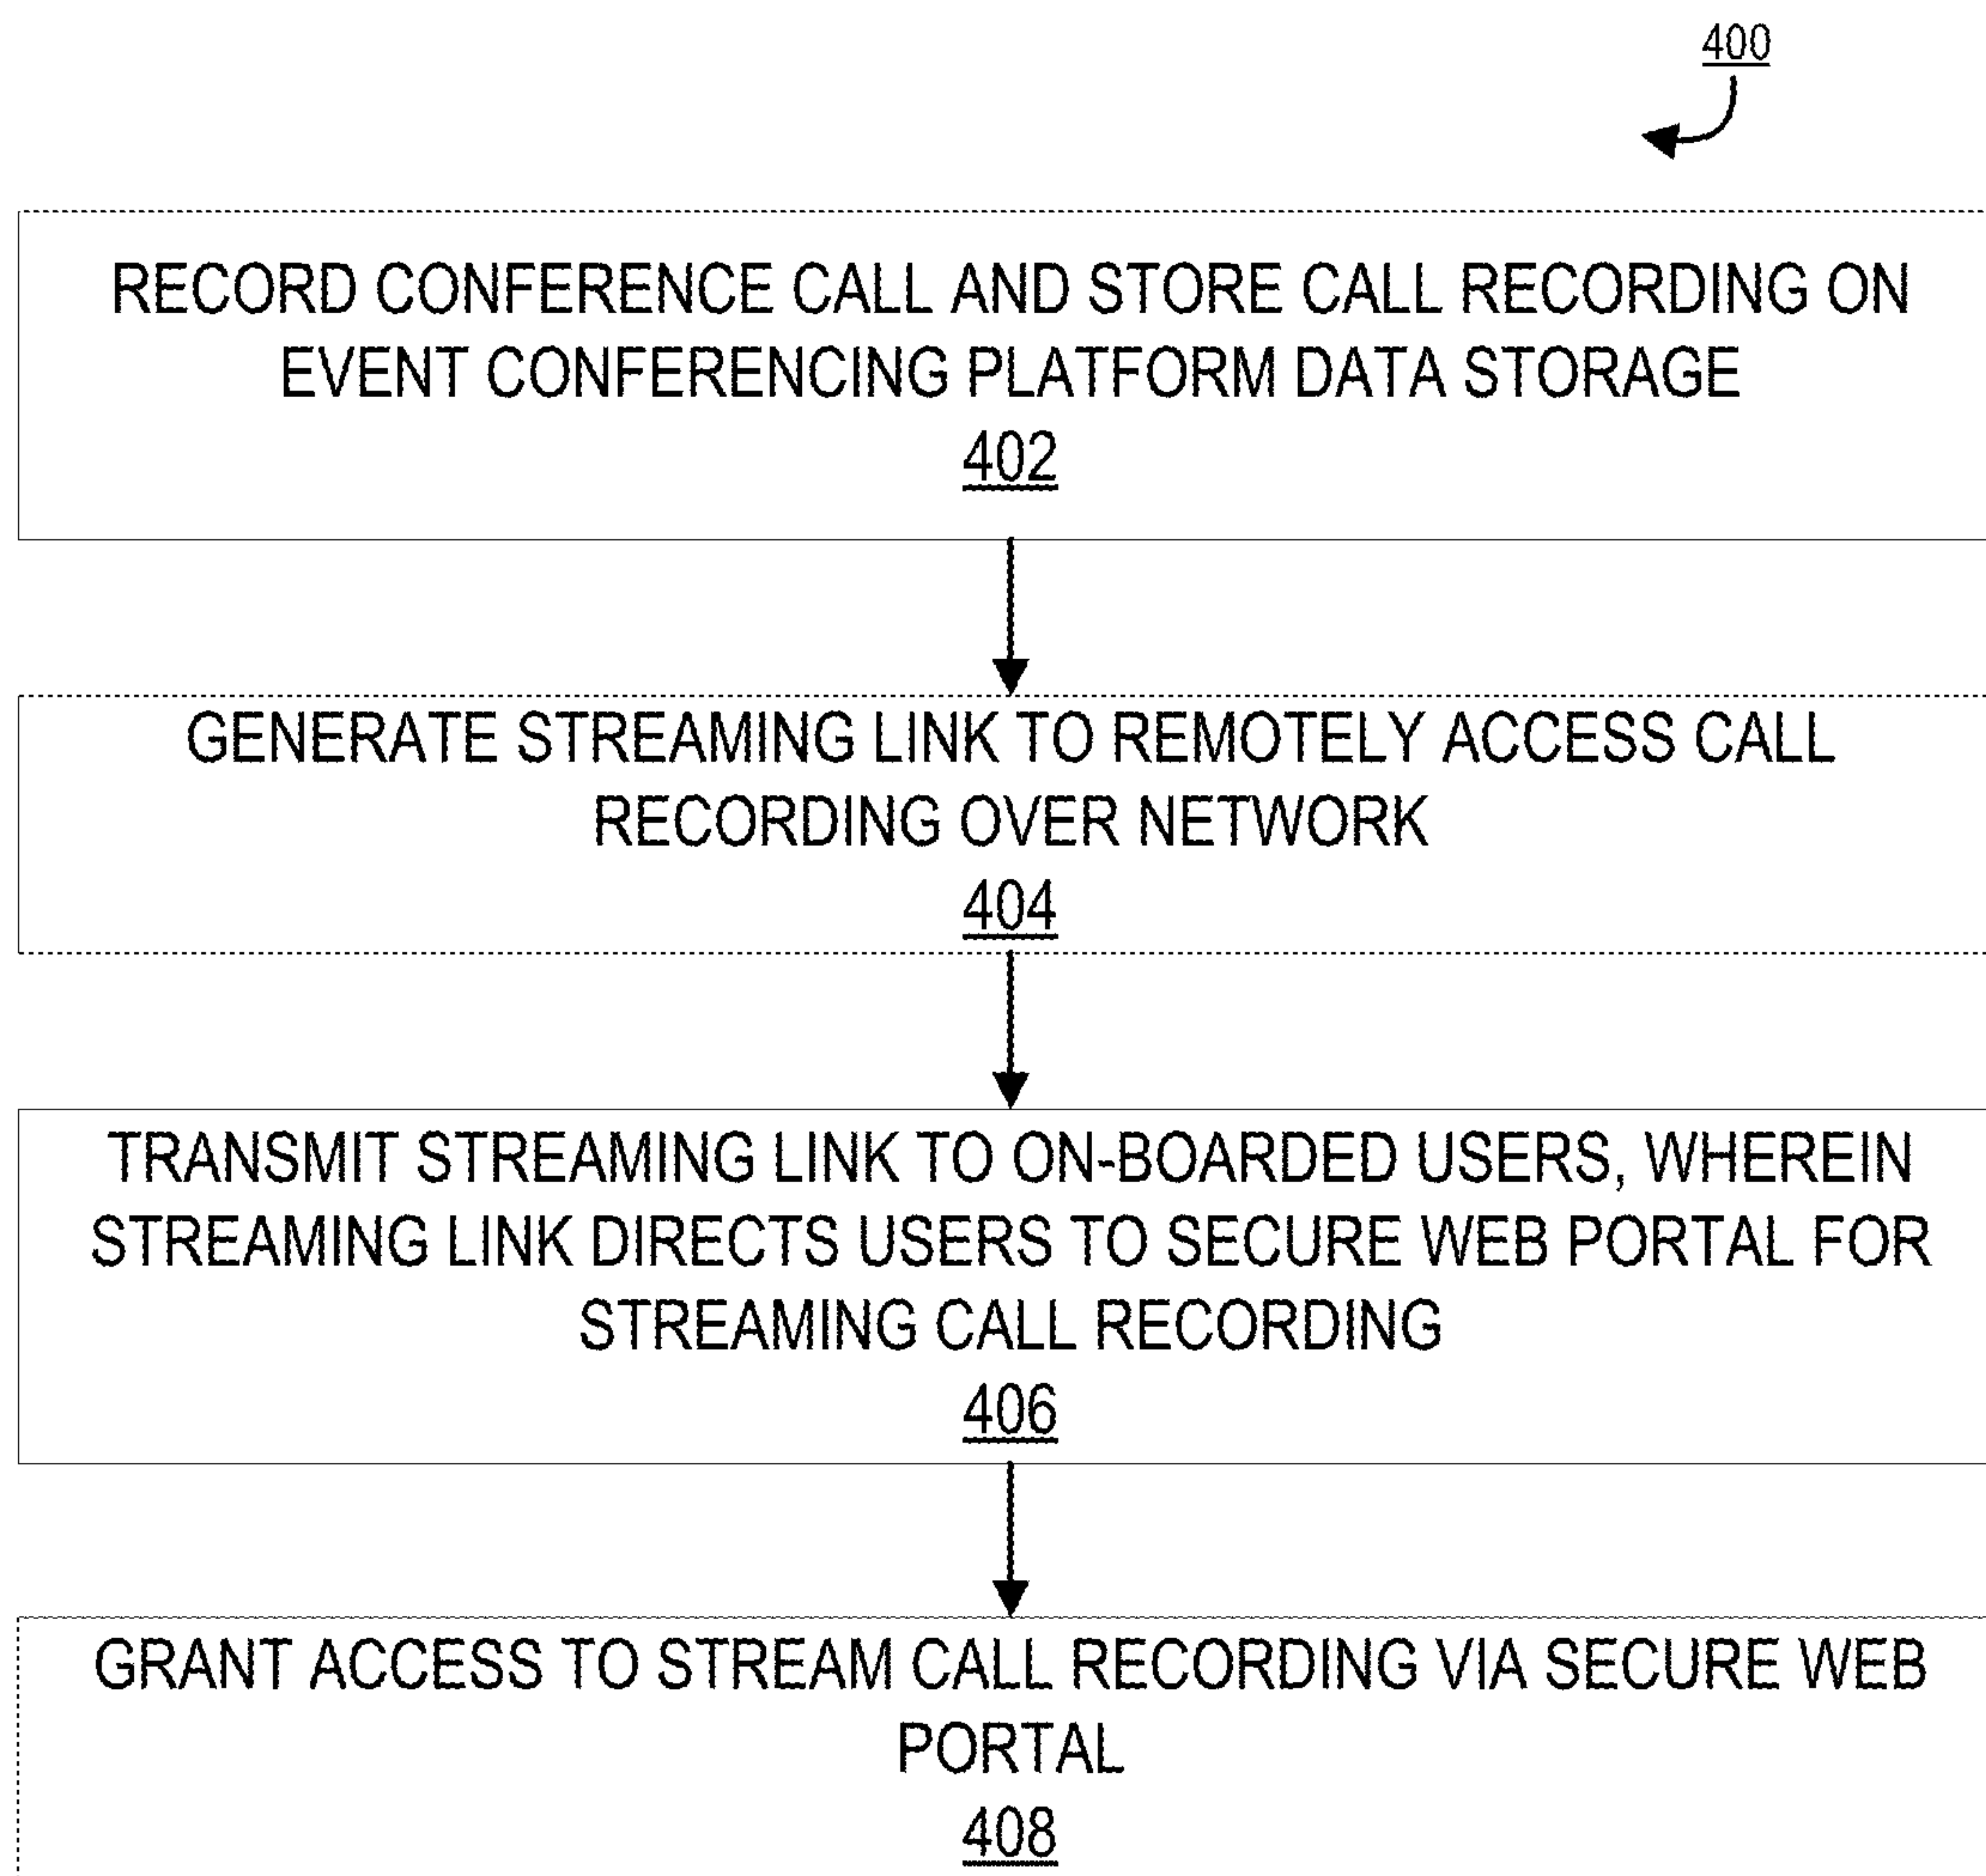 400
RECORD CONFERENCE CALL AND STORE CALL RECORDING ON
EVENT CONFERENCING PLATFORM DATA STORAGE
402
GENERATE STREAMING LINK TO REMOTELY ACCESS CALL
RECORDING OVER NETWORK
404
TRANSMIT STREAMING LINK TO ON-BOARDED USERS, WHEREIN
STREAMING LINK DIRECTS USERS TO SECURE WEB PORTAL FOR
STREAMING CALL RECORDING
406
GRANT ACCESS TO STREAM CALL RECORDING VIA SECURE WEB
PORTAL
408